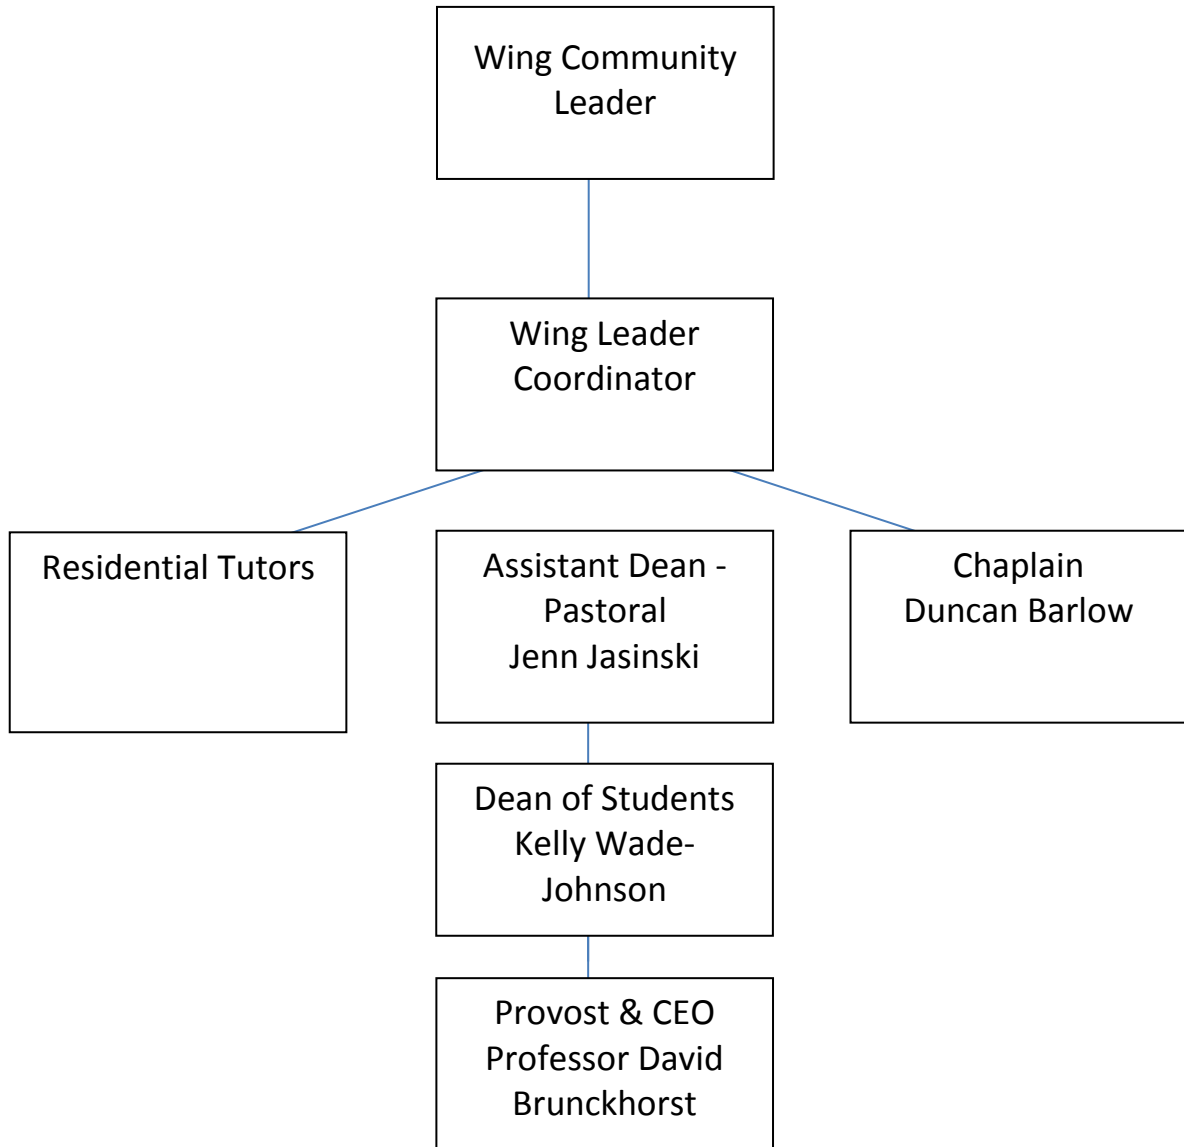 Wing Community
Leader
Wing Leader
Coordinator
Residential Tutors
Assistant Dean -
Pastoral
Jenn Jasinski
Chaplain
Duncan Barlow
Dean of Students
Kelly Wade-
Johnson
Provost & CEO
Professor David
Brunckhorst